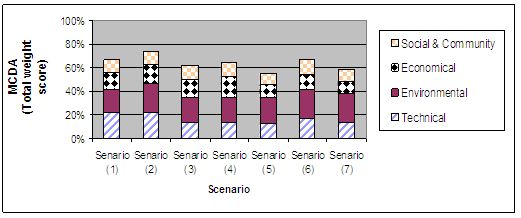 MCDA
(Total weight
score)
100%
80%
60%
40%
20%
0%
Senario
(1)
Senario
(2)
Senario
(3)
Senario
(4)
Senario
(5)
Senario
(6)
Senario
(7)
Scenario
Social & Community
Economical
Environmental
Technical